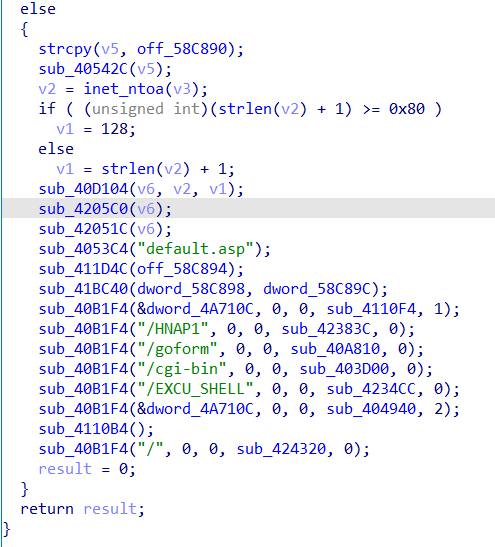 else
{
strcpy(v5, off_58C890);
sub_40542C(v5);
v2 = inet_ntoa(v3);
if ( (unsigned int)(strlen(v2) + 1) >= 0x80 )
v1 = 128;
else
v1 = strlen(v2) + 1;
sub_40D104(v6, v2, v1);
sub_4205C0(v6);
sub_42051C(v6);
sub_4053C4("default.asp");
sub_411D4C(off_58C894);
sub_41BC40(dword_58C898, dword_58C89C);
sub_40B1F4(&dword_4A710C, 0, 0, sub_4110F4, 1);
sub_40B1F4("/HNAP1", 0, 0, sub_42383C, 0);
sub_40B1F4("/goform", 0, 0, sub_40A810, 0);
sub_40B1F4("/cgi-bin", 0, 0, sub_403D00, 0);
sub_40B1F4("/EXCU_SHELL", 0, 0, sub_4234CC, 0);
sub_40B1F4(&dword_4A710C, 0, 0, sub_404940, 2);
sub_4110B4();
sub_40B1F4("/", 0, 0, sub_424320, 0);
result = 0;
}
return result;
}